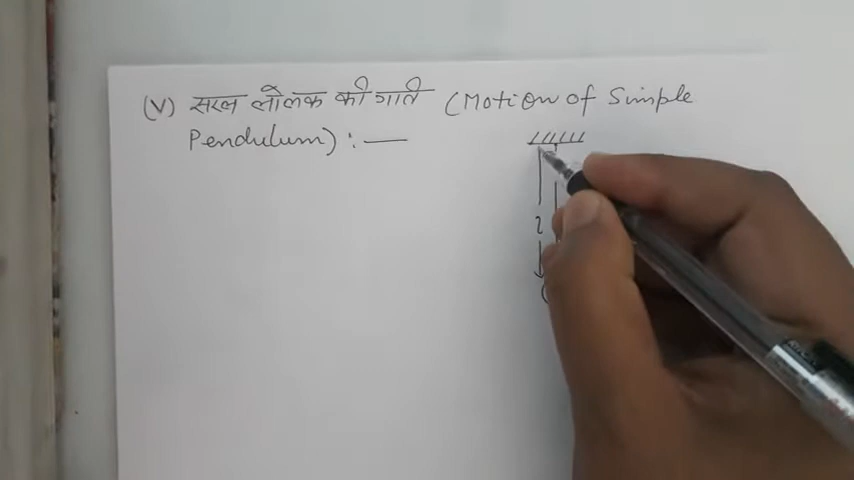 (V) सरल लोलक की गति (Motion of Simple
Pendulum) : —
l